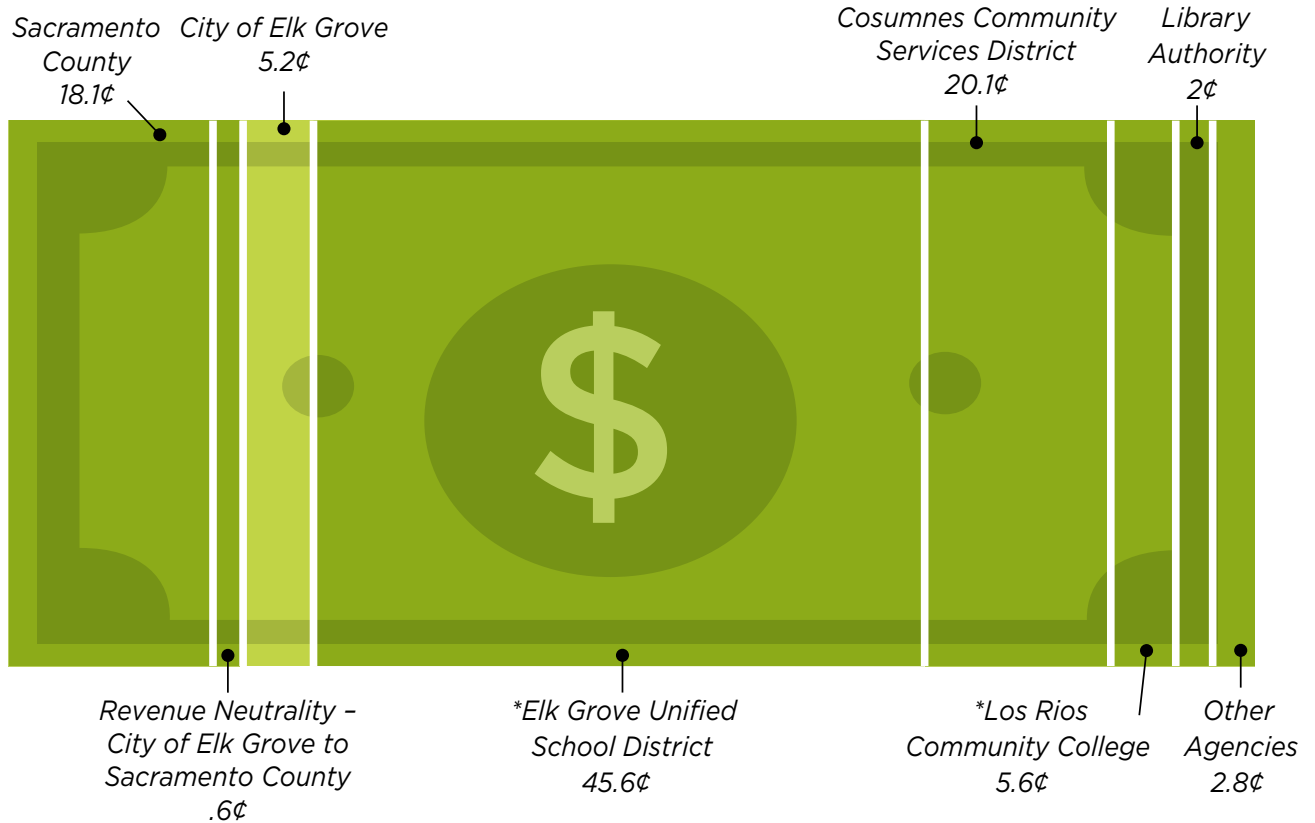 Sacramento
County
18.1¢
City of Elk Grove
5.2¢
Cosumnes Community
Services District
20.1¢
Library
Authority
2¢
$
Revenue Neutrality –
City of Elk Grove to
Sacramento County
.6¢
*Elk Grove Unified
School District
45.6¢
*Los Rios
Community College
5.6¢
Other
Agencies
2.8¢